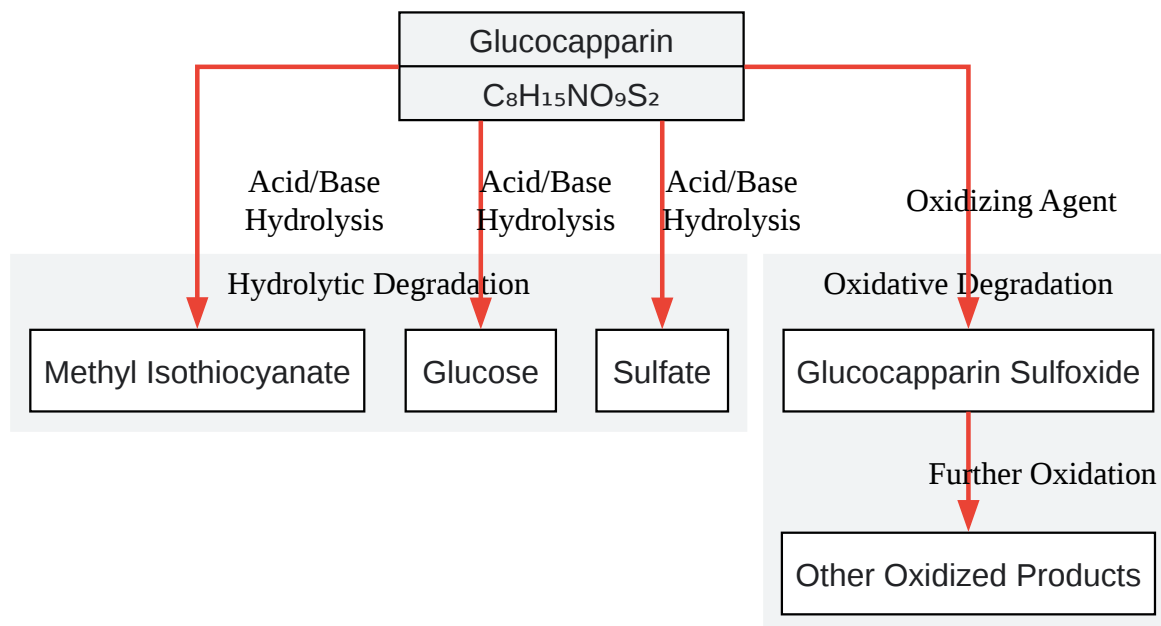 Glucocapparin
C₈H₁₅NO₉S₂
Acid/Base
Hydrolysis
Acid/Base
Hydrolysis
Acid/Base
Hydrolysis
Oxidizing Agent
Hydrolytic Degradation
Oxidative Degradation
Methyl Isothiocyanate
Glucose
Sulfate
Glucocapparin Sulfoxide
Further Oxidation
Other Oxidized Products